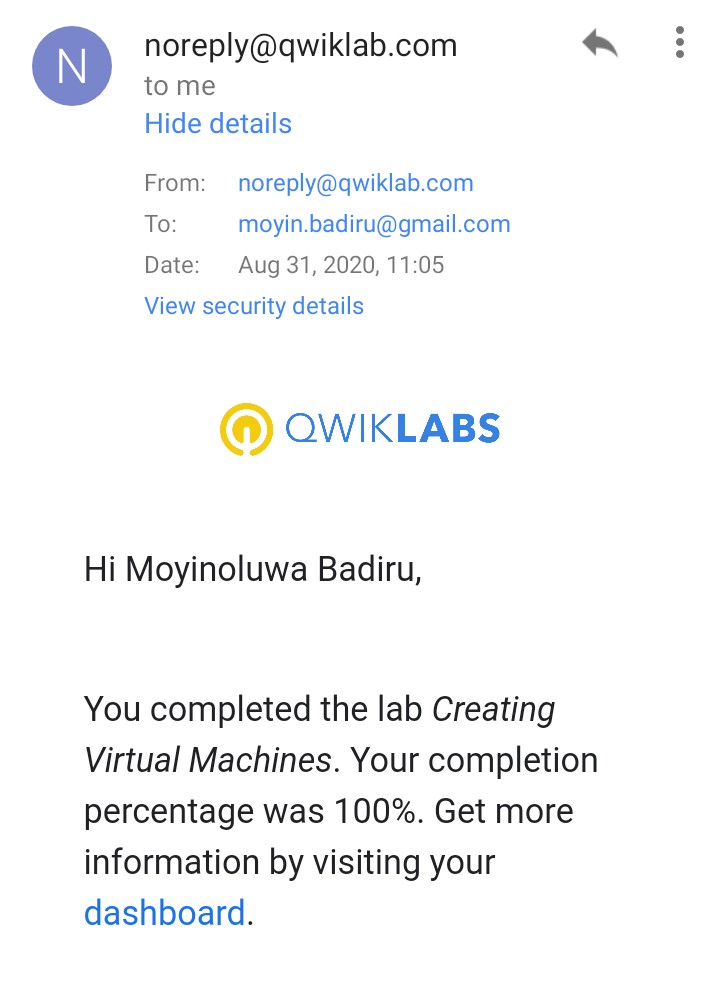 N
noreply@qwiklab.com
to me
Hide details
From: noreply@qwiklab.com
To: moyin.badiru@gmail.com
Date: Aug 31, 2020, 11:05
View security details
QWIKLABS
Hi Moyinoluwa Badiru,
You completed the lab Creating
Virtual Machines. Your completion
percentage was 100%. Get more
information by visiting your
dashboard.